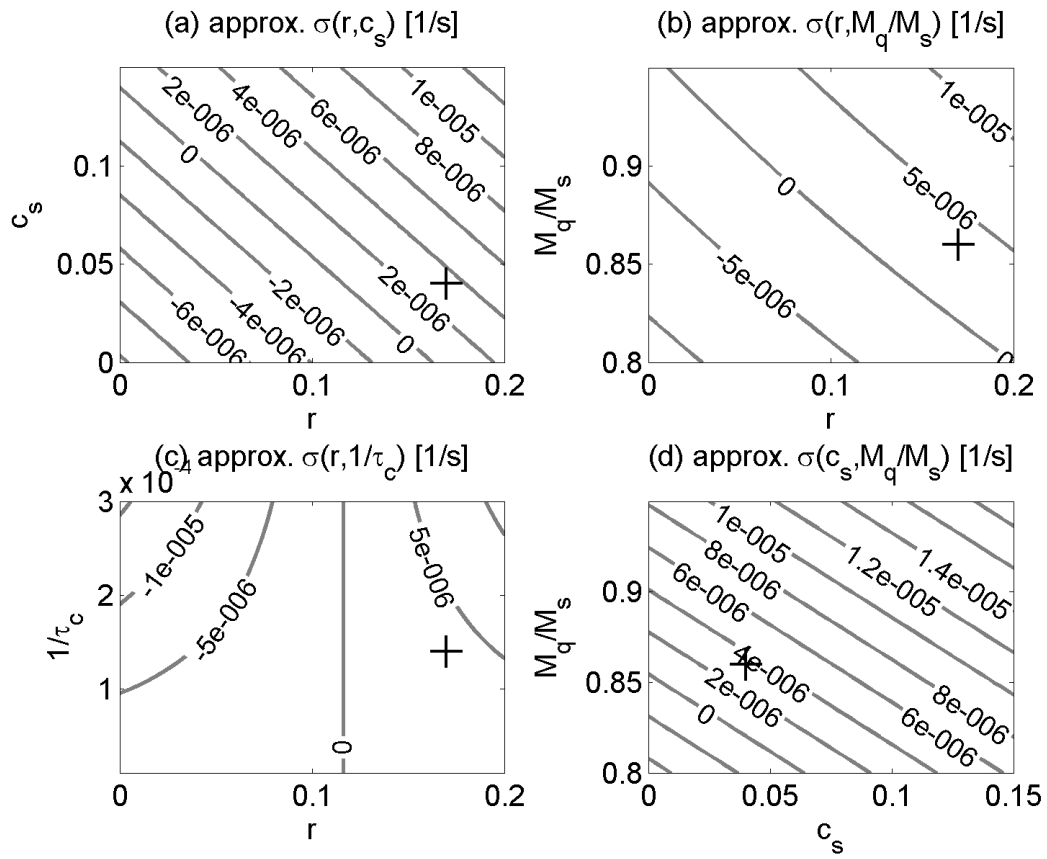 (a) approx. σ(r,c_s) [1/s]
c_s
0.1
0.05
0
0
0.1
0.2
r
2e-006
4e-006
6e-006
1e-005
8e-006
0
-2e-006
-4e-006
-6e-006
2e-006
0
(b) approx. σ(r,M_q/M_s) [1/s]
M_q/M_s
0.9
0.85
0.8
0
0.1
0.2
r
1e-005
5e-006
0
-5e-006
0
(c) approx. σ(r,1/τ_c) [1/s]
x 10^-4
1/τ_c
3
2
1
0
0.1
0.2
r
-1e-005
-5e-006
5e-006
0
(d) approx. σ(c_s,M_q/M_s) [1/s]
M_q/M_s
0.9
0.85
0.8
0
0.05
0.1
0.15
c_s
1e-005
8e-006
6e-006
1.2e-005
1.4e-005
4e-006
2e-006
0
8e-006
6e-006